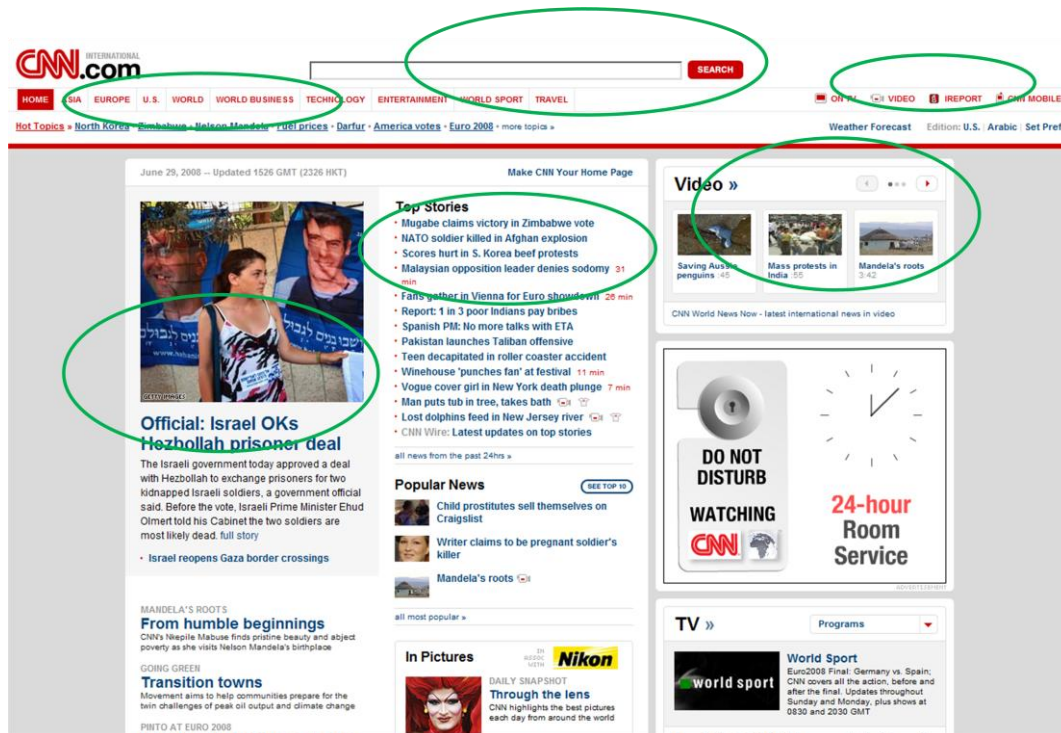 CNN.com INTERNATIONAL
SEARCH
HOME ASIA EUROPE U.S. WORLD WORLD BUSINESS TECHNOLOGY ENTERTAINMENT WORLD SPORT TRAVEL
ON TV VIDEO IREPORT CNN MOBILE
Hot Topics » North Korea • Zimbabwe • Nelson Mandela • Fuel prices • Darfur • America votes • Euro 2008 • more topics »
Weather Forecast Edition: U.S. | Arabic | Set Pref
June 29, 2008 -- Updated 1526 GMT (2326 HKT)
Make CNN Your Home Page
GETTY IMAGES
Official: Israel OKs
Hezbollah prisoner deal
The Israeli government today approved a deal
with Hezbollah to exchange prisoners for two
kidnapped Israeli soldiers, a government official
said. Before the vote, Israeli Prime Minister Ehud
Olmert told his Cabinet the two soldiers are
most likely dead. full story
• Israel reopens Gaza border crossings
MANDELA'S ROOTS
From humble beginnings
CNN's Nkepile Mabuse finds pristine beauty and abject
poverty as she visits Nelson Mandela's birthplace
GOING GREEN
Transition towns
Movement aims to help communities prepare for the
twin challenges of peak oil output and climate change
PINTO AT EURO 2008
Top Stories
• Mugabe claims victory in Zimbabwe vote
• NATO soldier killed in Afghan explosion
• Scores hurt in S. Korea beef protests
• Malaysian opposition leader denies sodomy 31
min
• Fans gather in Vienna for Euro showdown 26 min
• Report: 1 in 3 poor Indians pay bribes
• Spanish PM: No more talks with ETA
• Pakistan launches Taliban offensive
• Teen decapitated in roller coaster accident
• Winehouse 'punches fan' at festival 11 min
• Vogue cover girl in New York death plunge 7 min
• Man puts tub in tree, takes bath
• Lost dolphins feed in New Jersey river
• CNN Wire: Latest updates on top stories
all news from the past 24hrs »
Popular News SEE TOP 10
Child prostitutes sell themselves on
Craigslist
Writer claims to be pregnant soldier's
killer
Mandela's roots
all most popular »
In Pictures
IN
ASSOC
WITH
Nikon
DAILY SNAPSHOT
Through the lens
CNN highlights the best pictures
each day from around the world
Video »
Saving Aussie
penguins :45
Mass protests in
India :55
Mandela's roots
3:42
CNN World News Now - latest international news in video
DO NOT
DISTURB
WATCHING
CNN
24-hour
Room
Service
ADVERTISEMENT
TV » Programs
world sport
World Sport
Euro2008 Final: Germany vs. Spain;
CNN covers all the action, before and
after the final. Updates throughout
Sunday and Monday, plus shows at
0830 and 2030 GMT